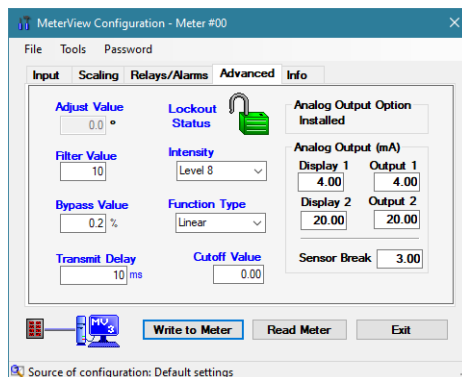 MeterView Configuration - Meter #00
File Tools Password
Input Scaling Relays/Alarms Advanced Info
Adjust Value
0.0 °
Lockout Status
Analog Output Option
Installed
Filter Value
10
Intensity
Level 8
Analog Output (mA)
Display 1 Output 1
4.00 4.00
Bypass Value
0.2 %
Function Type
Linear
Display 2 Output 2
20.00 20.00
Transmit Delay
10 ms
Cutoff Value
0.00
Sensor Break 3.00
MV 3
Write to Meter Read Meter Exit
Source of configuration: Default settings